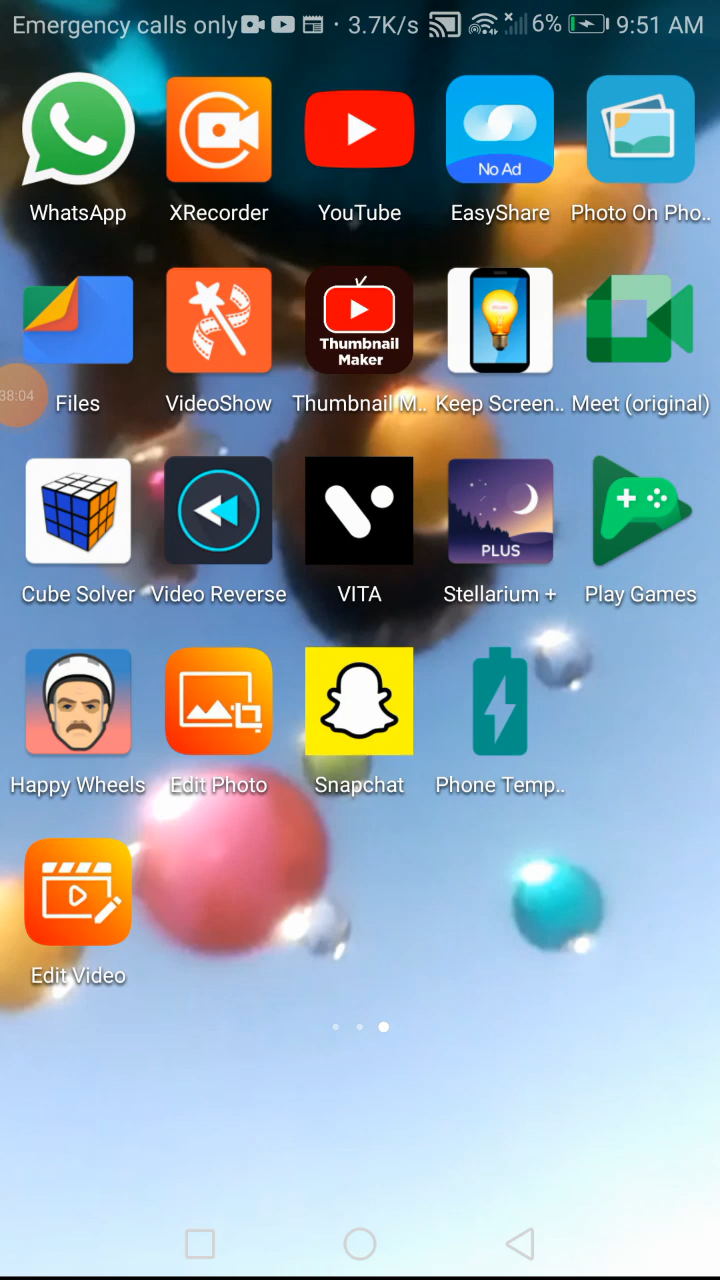 Emergency calls only · 3.7K/s 6% 9:51 AM
No Ad
WhatsApp XRecorder YouTube EasyShare Photo On Pho..
Thumbnail
Maker
38:04
Files VideoShow Thumbnail M.. Keep Screen.. Meet (original)
PLUS
Cube Solver Video Reverse VITA Stellarium + Play Games
Happy Wheels Edit Photo Snapchat Phone Temp..
Edit Video